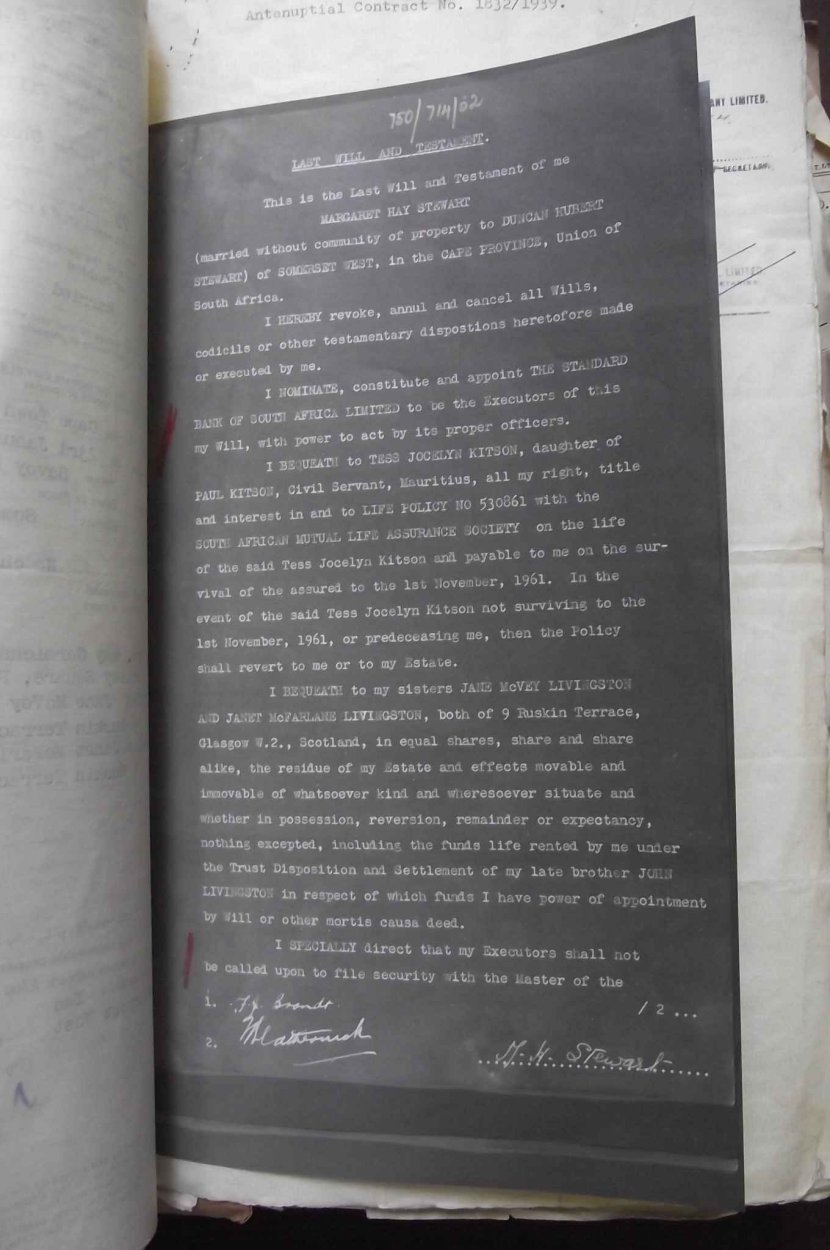 Antenuptial Contract No. 1832/1939.
750/714/02
ANY LIMITED.
SECRETARY.
LIMITED.
LAST WILL AND TESTAMENT.
This is the Last Will and Testament of me
MARGARET HAY STEWART
(married without community of property to DUNCAN HUBERT
STEWART) of SOMERSET WEST, in the CAPE PROVINCE, Union of
South Africa.
I HEREBY revoke, annul and cancel all Wills,
codicils or other testamentary dispostions heretofore made
or executed by me.
I NOMINATE, constitute and appoint THE STANDARD
BANK OF SOUTH AFRICA LIMITED to be the Executors of this
my Will, with power to act by its proper officers.
I BEQUEATH to TESS JOCELYN KITSON, daughter of
PAUL KITSON, Civil Servant, Mauritius, all my right, title
and interest in and to LIFE POLICY NO 530861 with the
SOUTH AFRICAN MUTUAL LIFE ASSURANCE SOCIETY on the life
of the said Tess Jocelyn Kitson and payable to me on the sur-
vival of the assured to the 1st November, 1961. In the
event of the said Tess Jocelyn Kitson not surviving to the
1st November, 1961, or predeceasing me, then the Policy
shall revert to me or to my Estate.
I BEQUEATH to my sisters JANE McVEY LIVINGSTON
AND JANET McFARLANE LIVINGSTON, both of 9 Ruskin Terrace,
Glasgow W.2., Scotland, in equal shares, share and share
alike, the residue of my Estate and effects movable and
immovable of whatsoever kind and wheresoever situate and
whether in possession, reversion, remainder or expectancy,
nothing excepted, including the funds life rented by me under
the Trust Disposition and Settlement of my late brother JOHN
LIVINGSTON in respect of which funds I have power of appointment
by Will or other mortis causa deed.
I SPECIALLY direct that my Executors shall not
be called upon to file security with the Master of the
1. Brandt
/ 2 ...
2.
M. H. Stewart